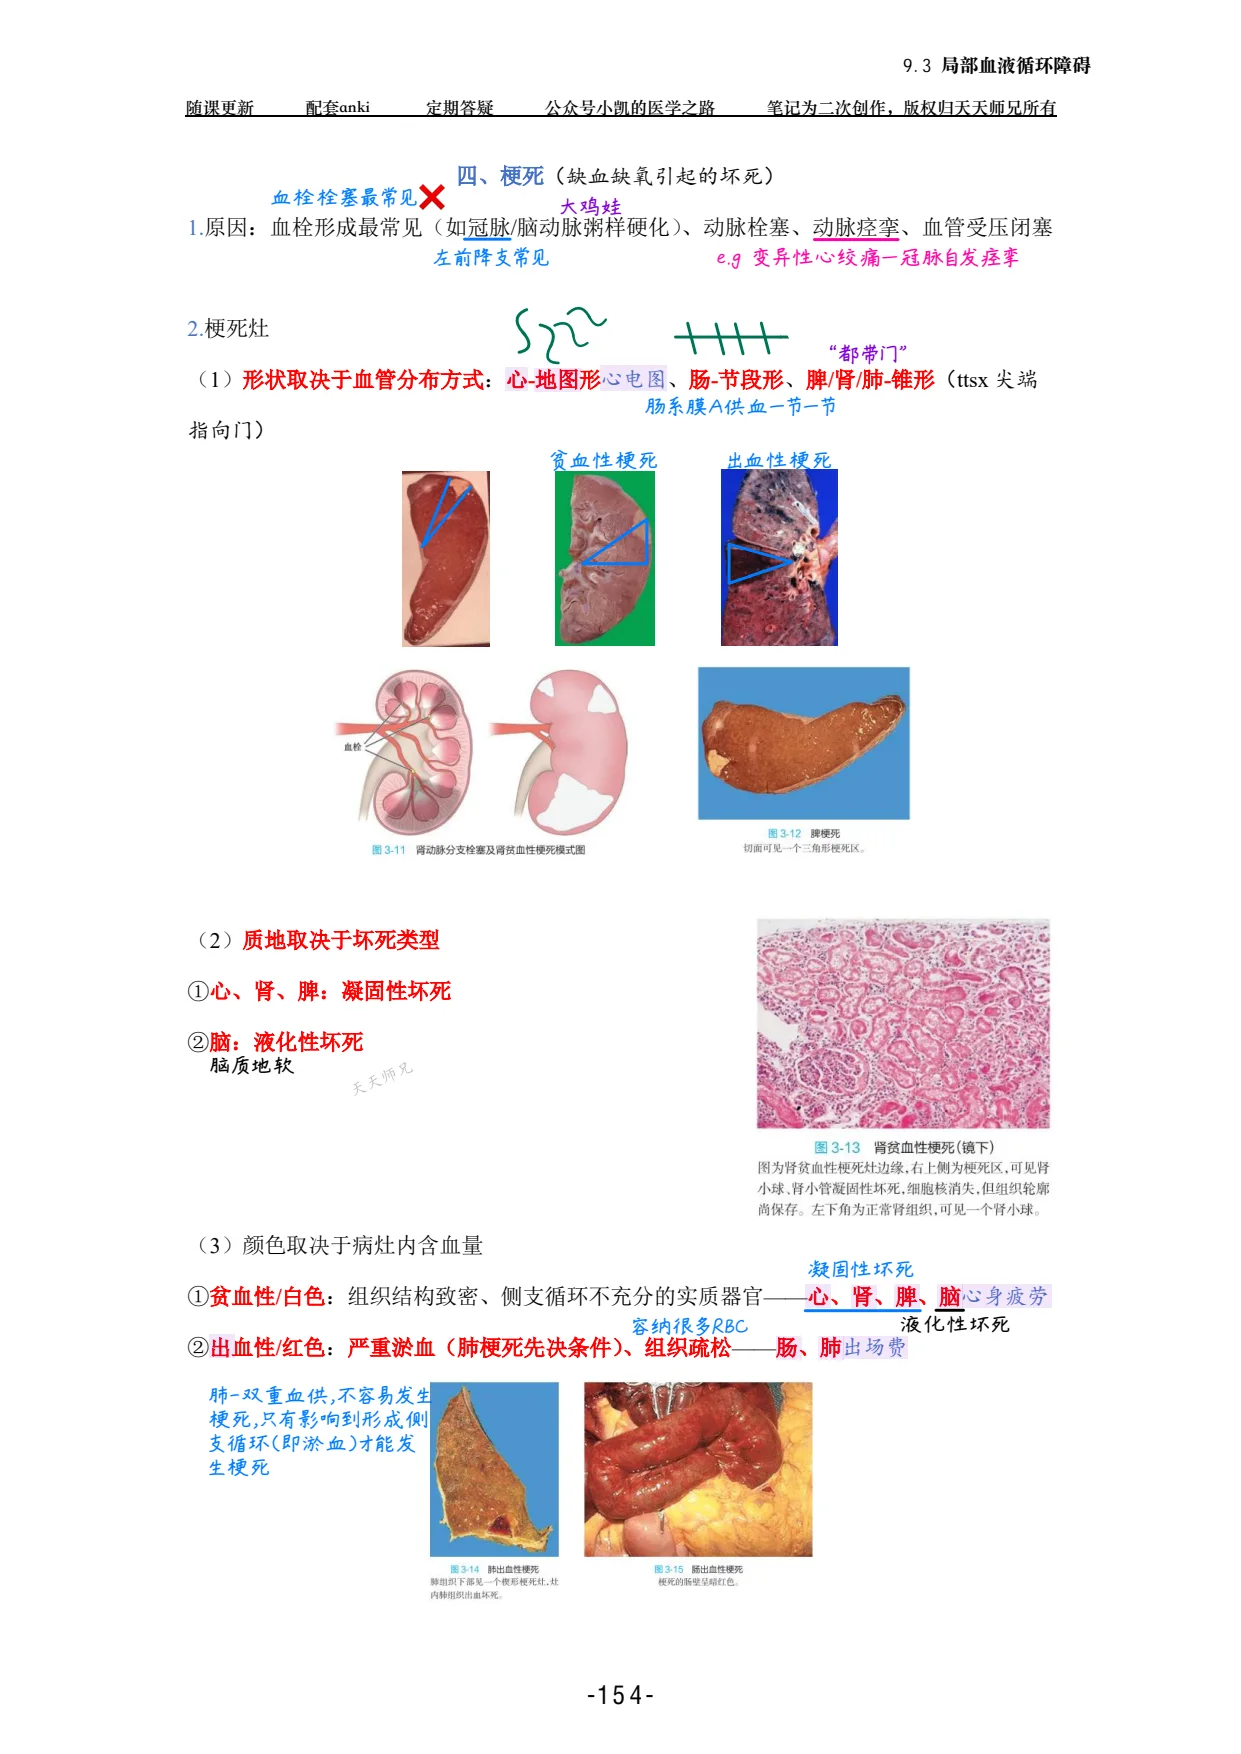 9.3 局部血液循环障碍
随课更新 配套anki 定期答疑 公众号小凯的医学之路 笔记为二次创作，版权归天天师兄所有
四、梗死（缺血缺氧引起的坏死）
血栓栓塞最常见❌
大鸡娃
1.原因：血栓形成最常见（如冠脉/脑动脉粥样硬化）、动脉栓塞、动脉痉挛、血管受压闭塞
左前降支常见 e.g 变异性心绞痛—冠脉自发痉挛
2.梗死灶
“都带门”
（1）形状取决于血管分布方式：心-地图形心电图、肠-节段形、脾/肾/肺-锥形（ttsx 尖端
肠系膜A供血一节一节
指向门）
贫血性梗死 出血性梗死
血栓
图 3-11 肾动脉分支栓塞及肾贫血性梗死模式图
图 3-12 脾梗死
切面可见一个三角形梗死区。
（2）质地取决于坏死类型
①心、肾、脾：凝固性坏死
②脑：液化性坏死
脑质地软
天天师兄
图 3-13 肾贫血性梗死（镜下）
图为肾贫血性梗死灶边缘，右上侧为梗死区，可见肾
小球、肾小管凝固性坏死，细胞核消失，但组织轮廓
尚保存。左下角为正常肾组织，可见一个肾小球。
（3）颜色取决于病灶内含血量
凝固性坏死
①贫血性/白色：组织结构致密、侧支循环不充分的实质器官——心、肾、脾、脑心身疲劳
容纳很多RBC 液化性坏死
②出血性/红色：严重淤血（肺梗死先决条件）、组织疏松——肠、肺出场费
肺-双重血供，不容易发生
梗死，只有影响到形成侧
支循环（即淤血）才能发
生梗死
图 3-14 肺出血性梗死
肺组织下部见一个楔形梗死灶，灶
内肺组织出血坏死。
图 3-15 肠出血性梗死
梗死的肠壁呈暗红色。
-154-